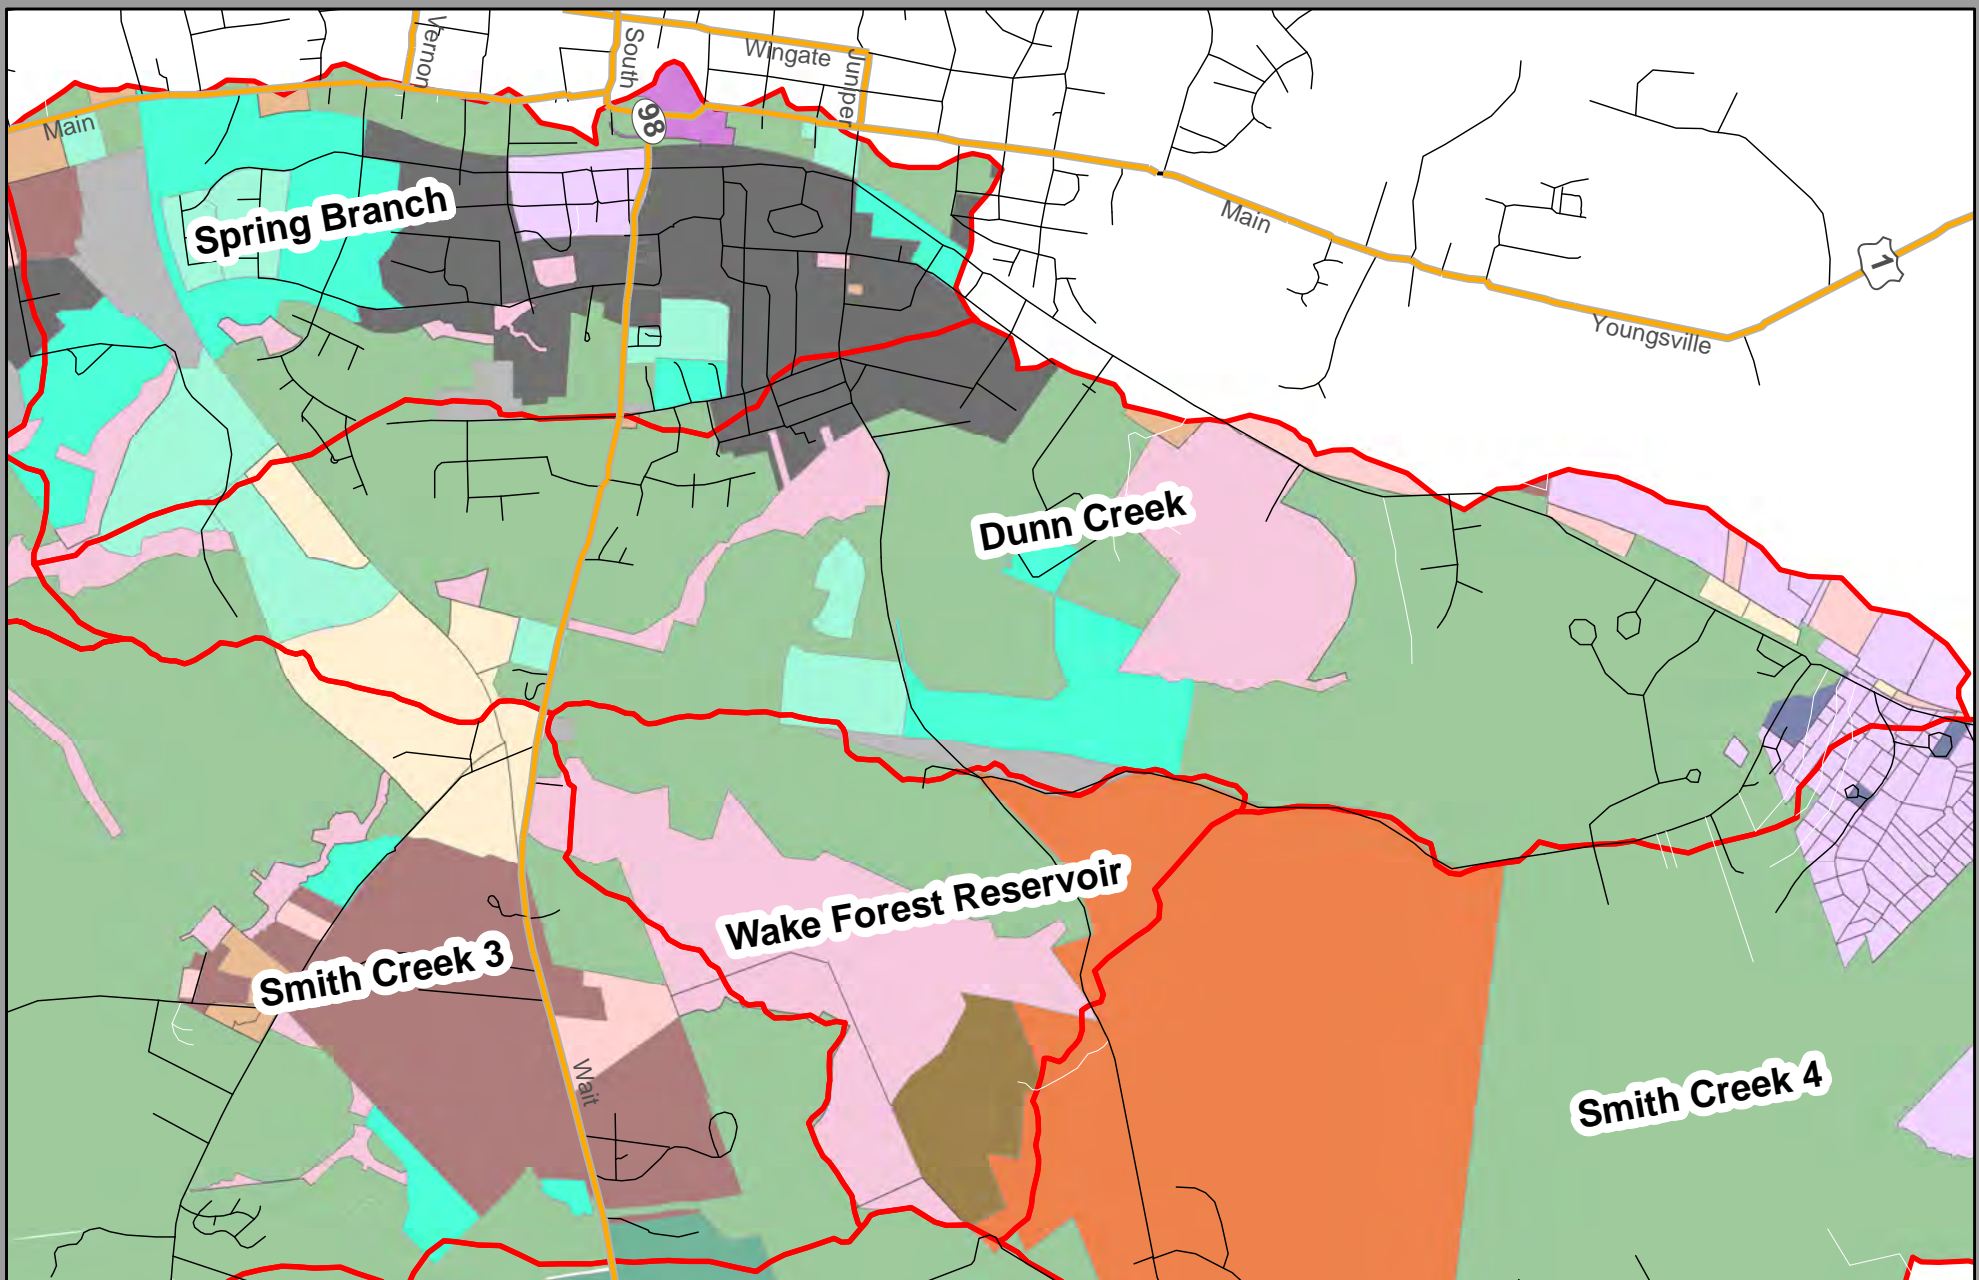 Vernon
South
Wingate
Juniper
98
Main
Spring Branch
Main
1
Youngsville
Dunn Creek
Wake Forest Reservoir
Smith Creek 3
Wait
Smith Creek 4